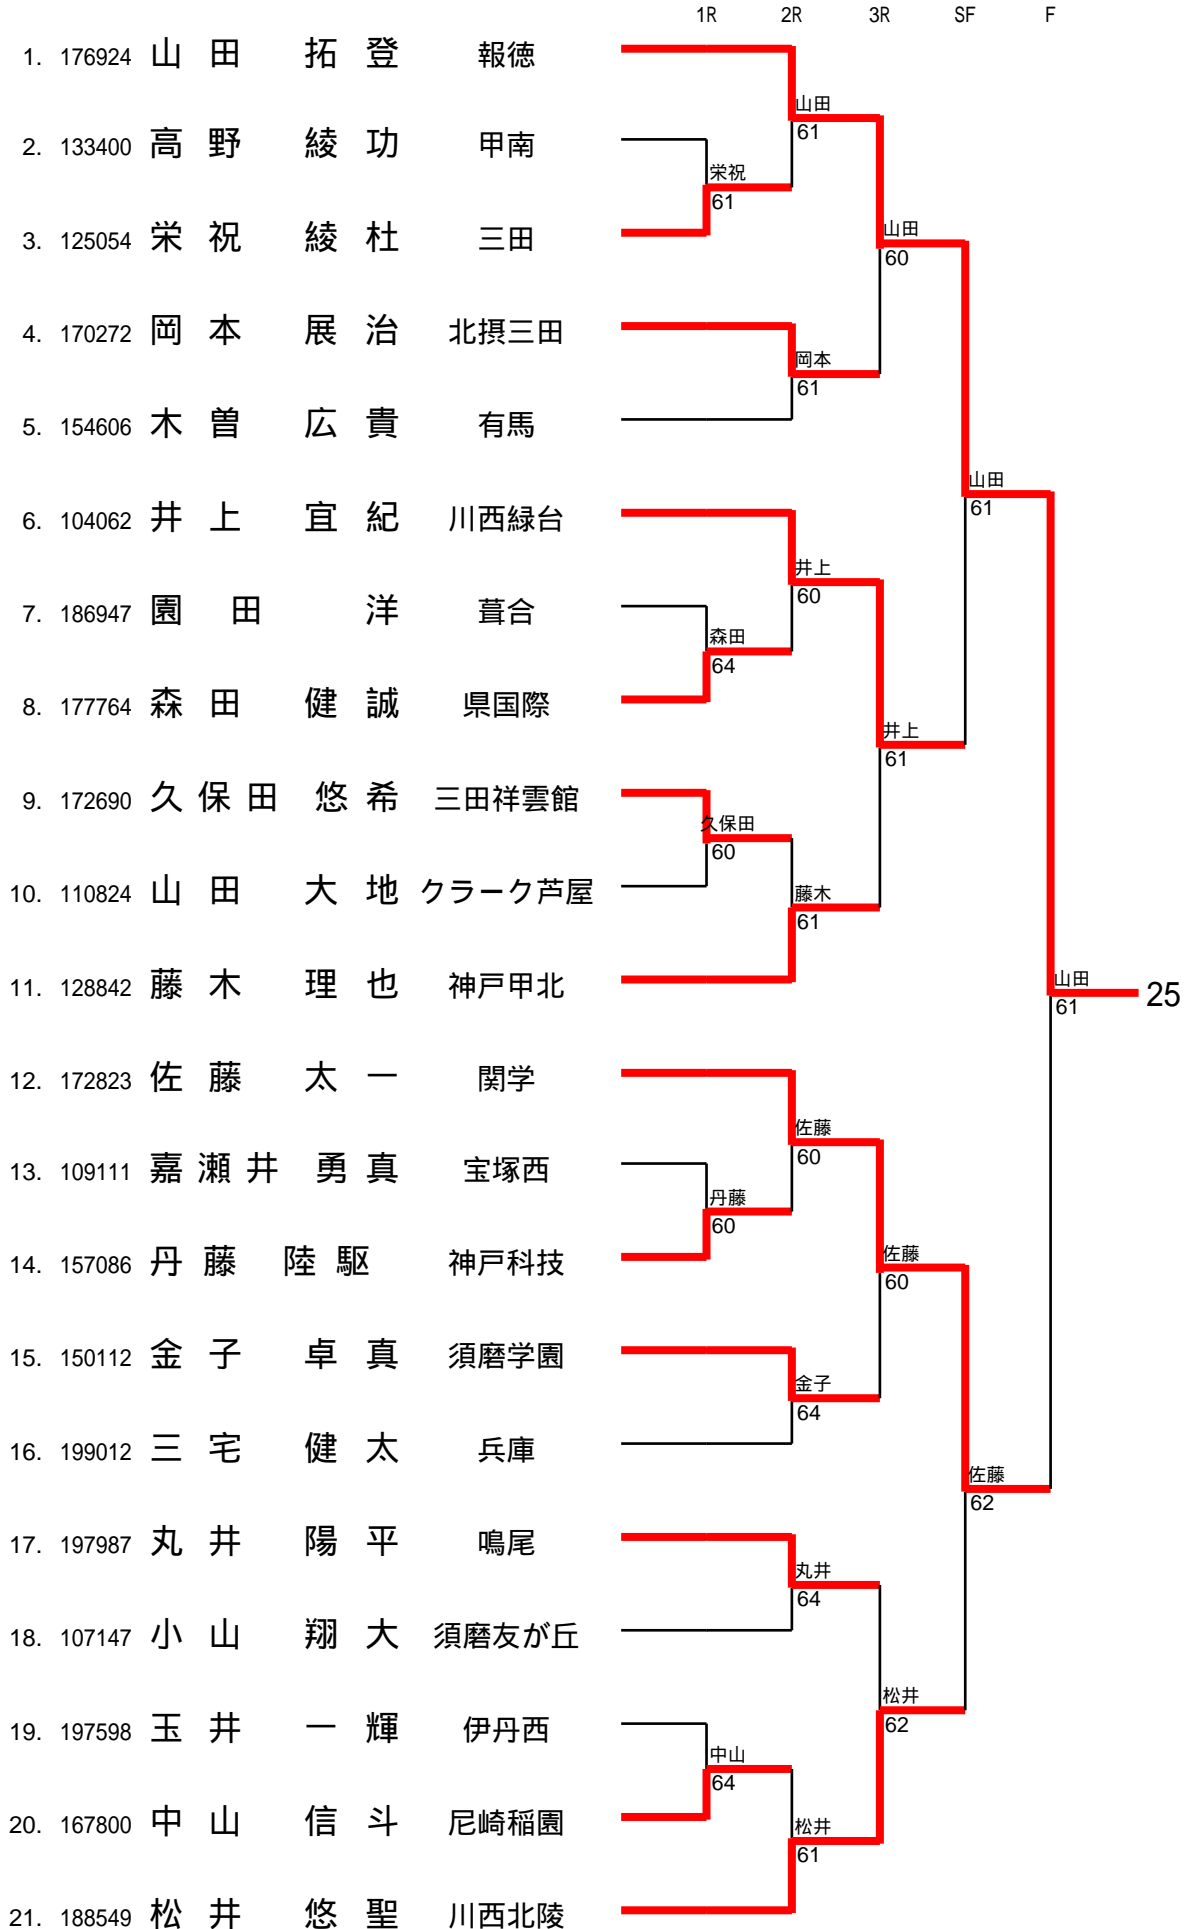 1R 2R 3R SF F
1. 176924 山田 拓登 報徳
山田
61
2. 133400 高野 綾功 甲南
栄祝
61
3. 125054 栄祝 綾杜 三田
山田
60
4. 170272 岡本 展治 北摂三田
岡本
61
5. 154606 木曽 広貴 有馬
山田
61
6. 104062 井上 宜紀 川西緑台
井上
60
7. 186947 園田 洋 葺合
森田
64
8. 177764 森田 健誠 県国際
井上
61
9. 172690 久保田 悠希 三田祥雲館
久保田
60
10. 110824 山田 大地 クラーク芦屋
藤木
61
11. 128842 藤木 理也 神戸甲北
山田
61
25
12. 172823 佐藤 太一 関学
佐藤
60
13. 109111 嘉瀬井 勇真 宝塚西
丹藤
60
14. 157086 丹藤 陸駆 神戸科技
佐藤
60
15. 150112 金子 卓真 須磨学園
金子
64
16. 199012 三宅 健太 兵庫
佐藤
62
17. 197987 丸井 陽平 鳴尾
丸井
64
18. 107147 小山 翔大 須磨友が丘
松井
62
19. 197598 玉井 一輝 伊丹西
中山
64
20. 167800 中山 信斗 尼崎稲園
松井
61
21. 188549 松井 悠聖 川西北陵